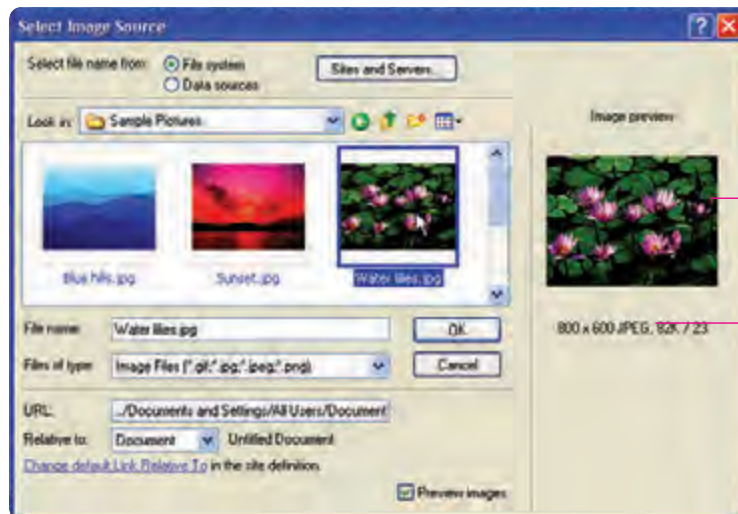 Select Image Source
Select file name from: File system
Sites and Servers...
Data sources
Look in: Sample Pictures
Image preview
Blue hills.jpg
Sunset.jpg
Water lilies.jpg
800 x 600 JPEG, 82K / 23
File name: Water lilies.jpg
OK
Files of type: Image Files (*.gif;*.jpg;*.jpeg;*.png)
Cancel
URL: .../Documents and Settings/All Users/Document
Relative to: Document Untitled Document
Change default Link Relative To in the site definition.
Preview images